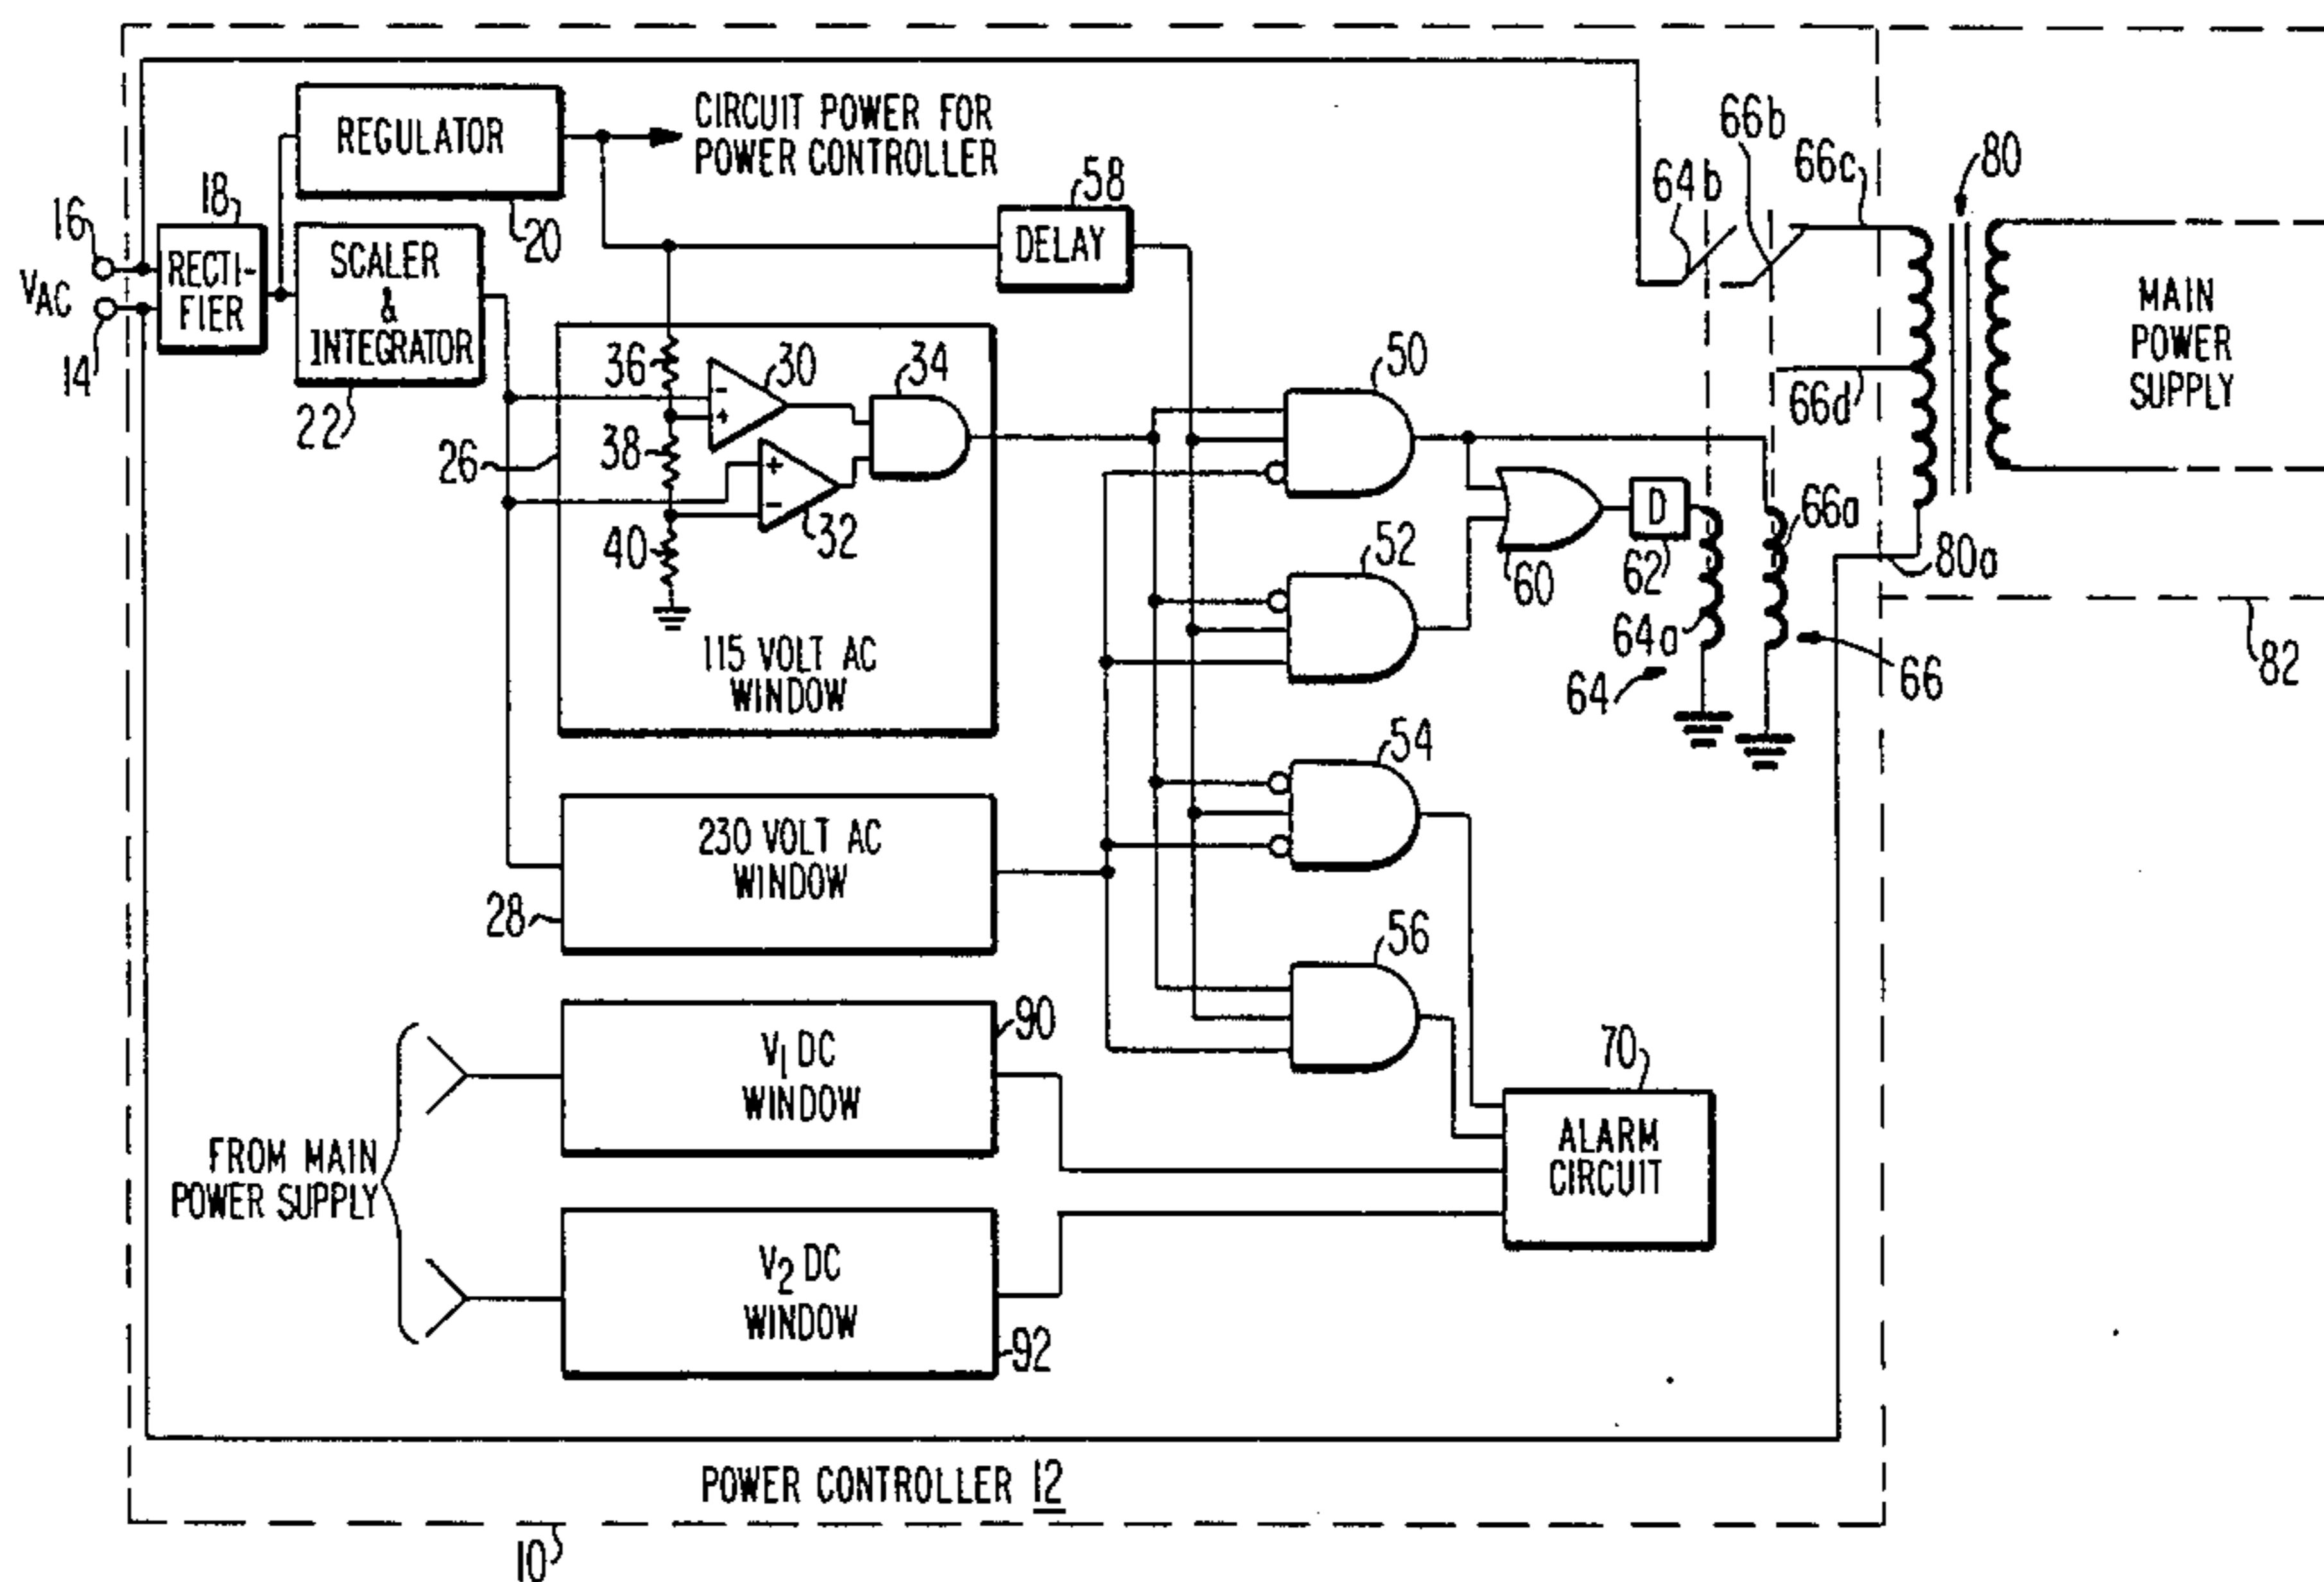 REGULATOR
CIRCUIT POWER FOR
POWER CONTROLLER
20
58
DELAY
64b
66b
66c
80
16
VAC
14
18
RECTI-
FIER
SCALER
&
INTEGRATOR
22
MAIN
POWER
SUPPLY
66d
26
36
38
40
-
+
30
+
-
32
34
115 VOLT AC
WINDOW
50
52
54
56
60
D
62
64a
64
66a
66
80a
82
230 VOLT AC
WINDOW
28
V1 DC
WINDOW
90
FROM MAIN
POWER SUPPLY
V2 DC
WINDOW
92
70
ALARM
CIRCUIT
POWER CONTROLLER 12
10